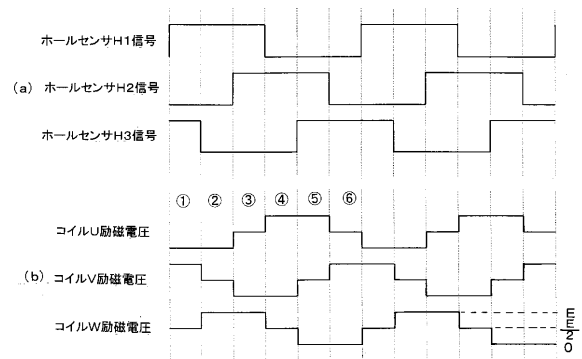 ホールセンサH1信号
(a) ホールセンサH2信号
ホールセンサH3信号
① ② ③ ④ ⑤ ⑥
コイルU励磁電圧
(b) コイルV励磁電圧
コイルW励磁電圧
E
E
2
0